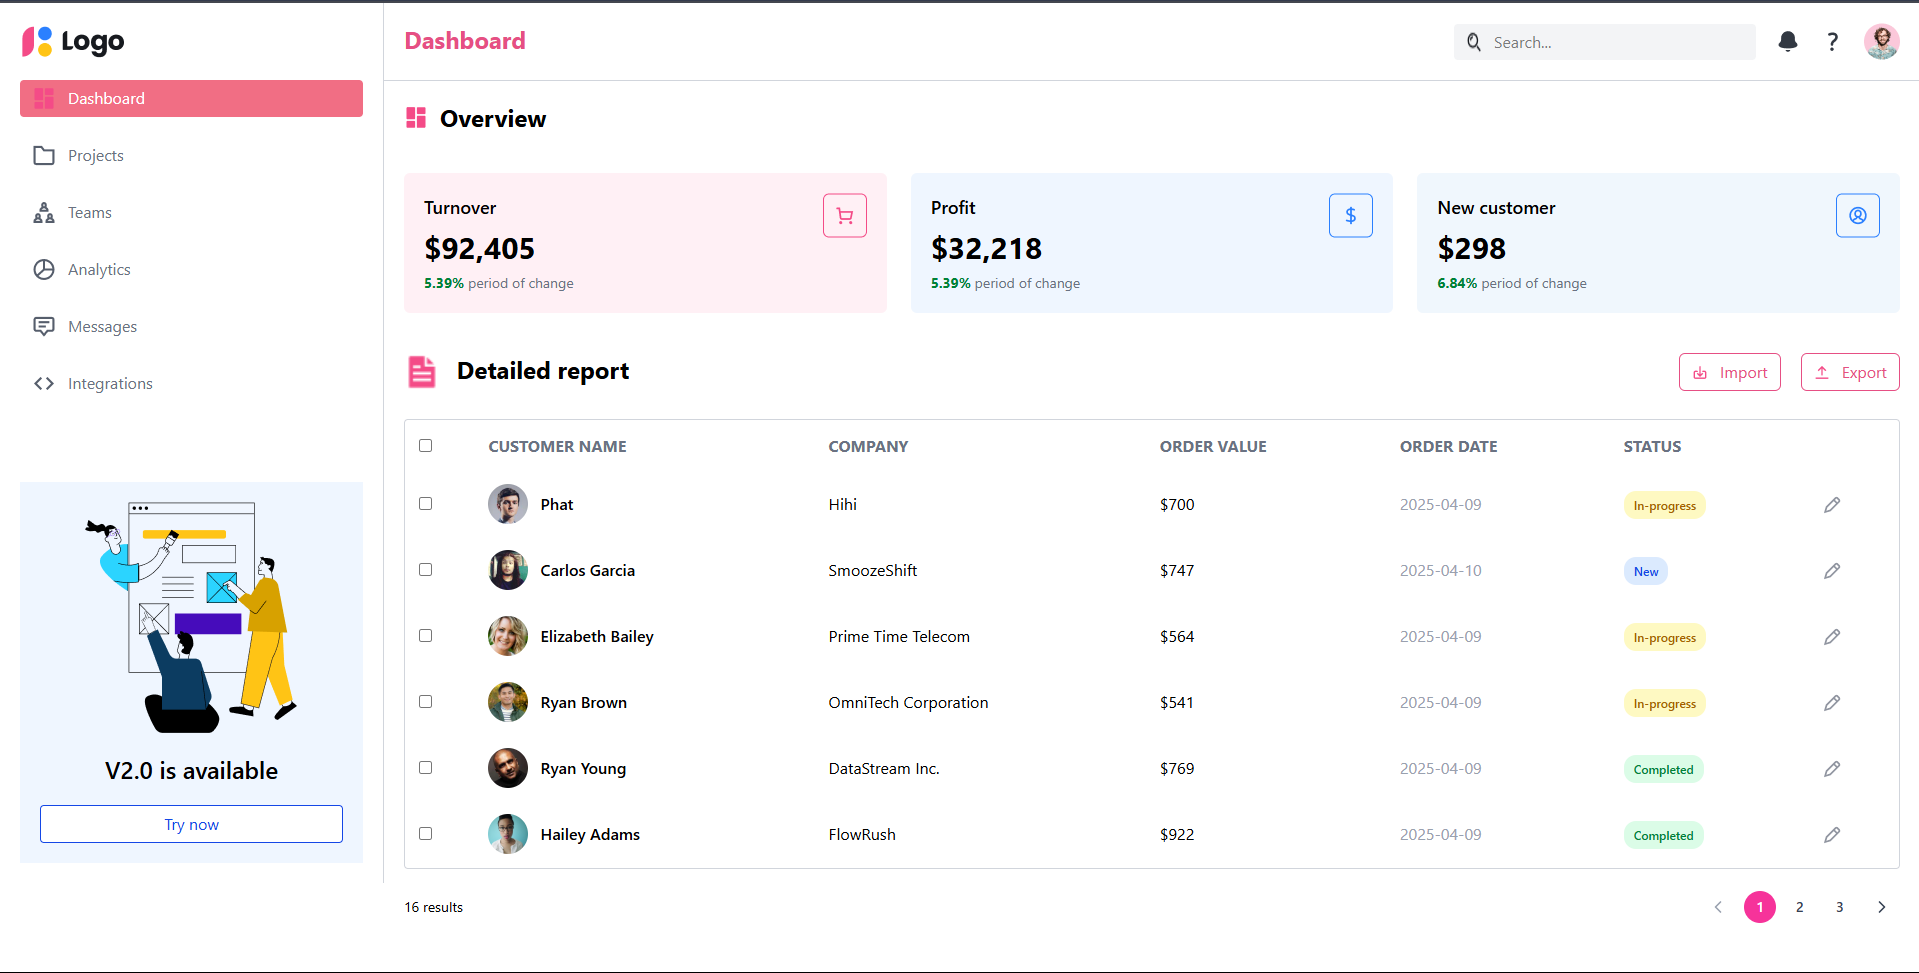 Logo
Dashboard
Search...
?
Dashboard
Projects
Teams
Analytics
Messages
Integrations
V2.0 is available
Try now
Overview
Turnover
$92,405
5.39% period of change
Profit
$32,218
5.39% period of change
$
New customer
$298
6.84% period of change
Detailed report
Import
Export
CUSTOMER NAME COMPANY ORDER VALUE ORDER DATE STATUS
Phat Hihi $700 2025-04-09 In-progress
Carlos Garcia SmoozeShift $747 2025-04-10 New
Elizabeth Bailey Prime Time Telecom $564 2025-04-09 In-progress
Ryan Brown OmniTech Corporation $541 2025-04-09 In-progress
Ryan Young DataStream Inc. $769 2025-04-09 Completed
Hailey Adams FlowRush $922 2025-04-09 Completed
16 results
1 2 3